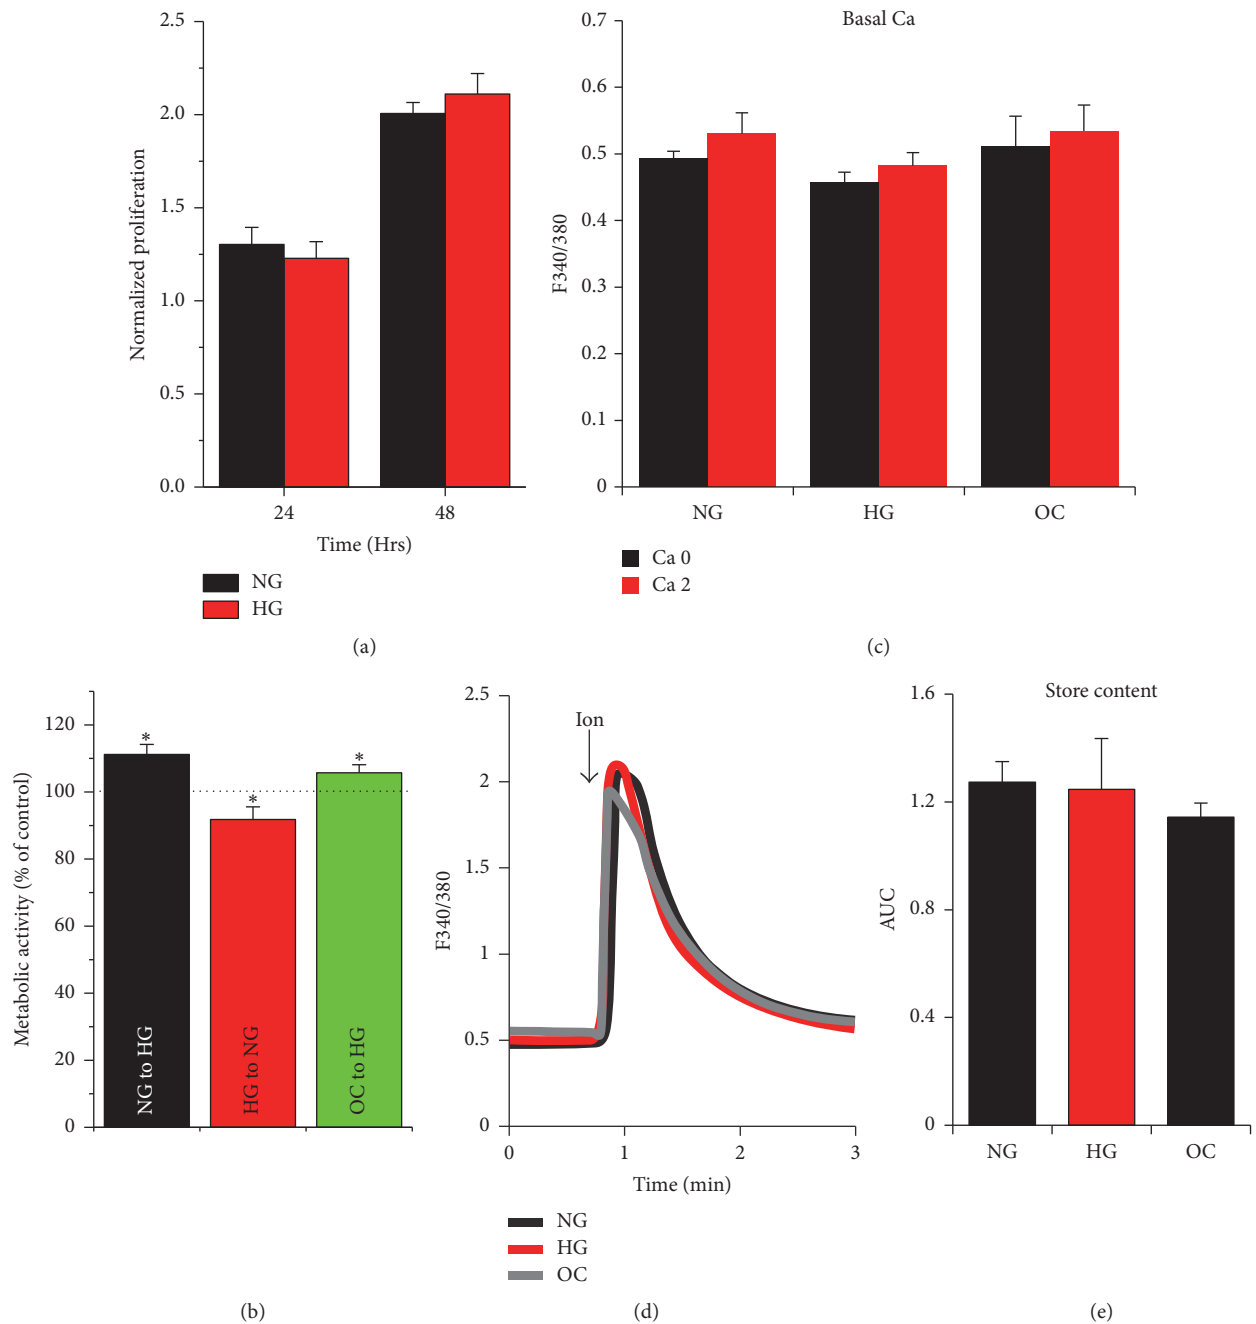 2.5
2.0
1.5
1.0
0.5
0.0
Normalized proliferation
24
48
Time (Hrs)
NG
HG
(a)
Basal Ca
0.7
0.6
0.5
0.4
0.3
0.2
0.1
0
F340/380
NG
HG
OC
Ca 0
Ca 2
(c)
120
100
80
60
40
20
0
Metabolic activity (% of control)
*
*
*
NG to HG
HG to NG
OC to HG
(b)
2.5
2
1.5
1
0.5
0
F340/380
Ion
0
1
2
3
Time (min)
NG
HG
OC
(d)
Store content
1.6
1.2
0.8
0.4
0
AUC
NG
HG
OC
(e)